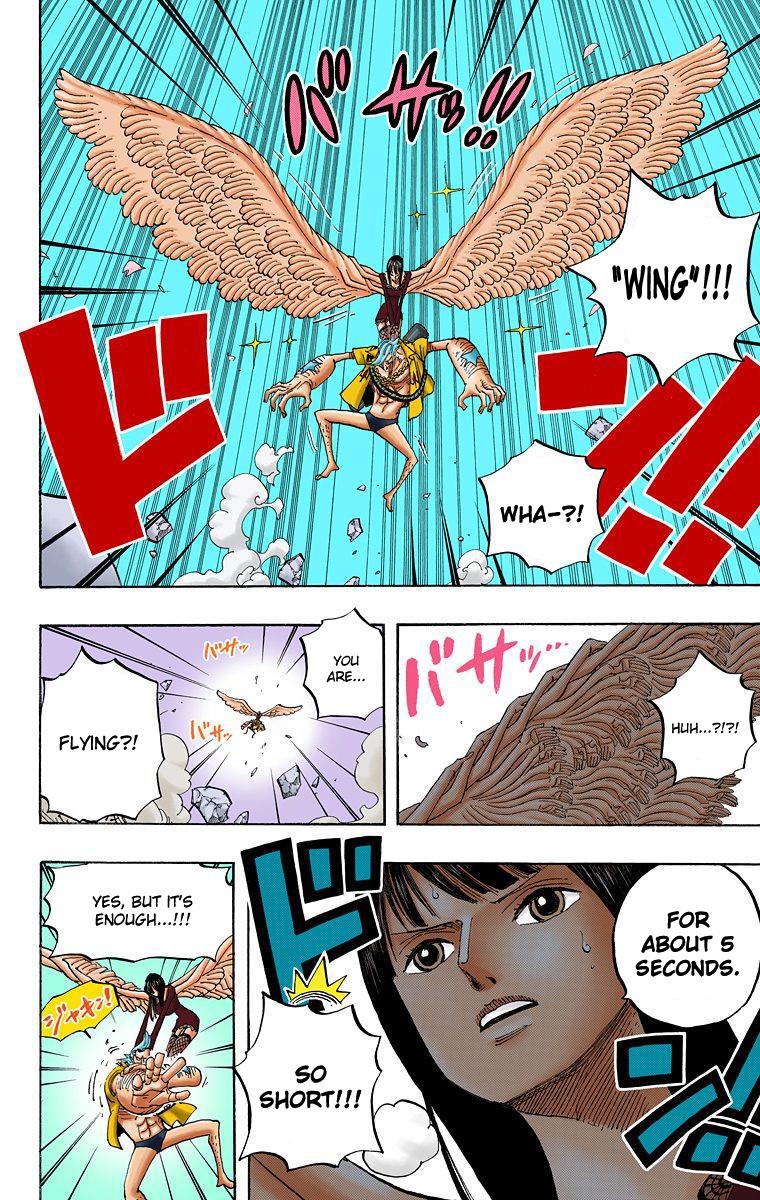 バサッ!!
"WING"!!!
ドン!!
WHA-?!
バサッ…
HUH...?!?!
バサッ…
YOU
ARE...
バサッ…
FLYING?!
FOR
ABOUT 5
SECONDS.
ドン!!
SO
SHORT!!!
YES, BUT IT'S
ENOUGH...!!!
ジャキン!